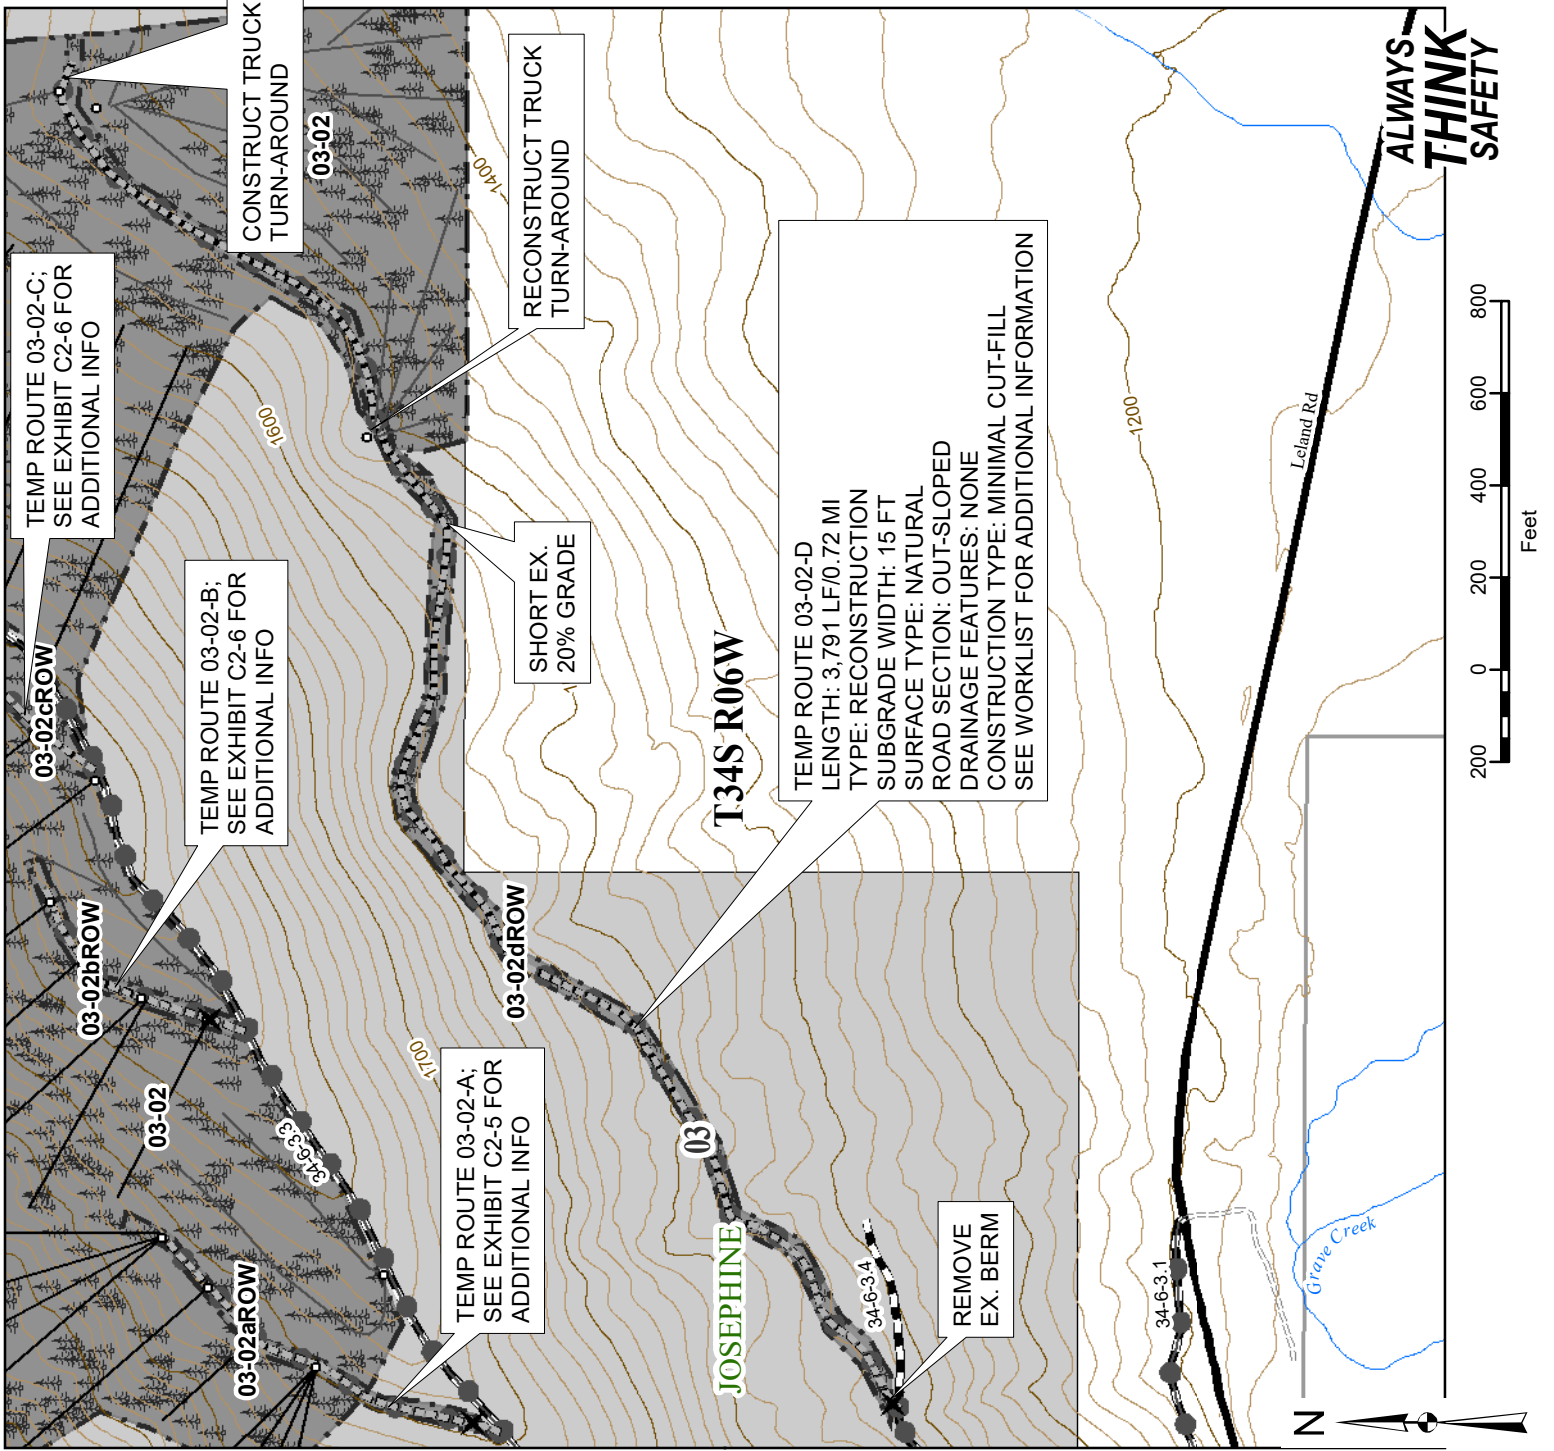 CONSTRUCT TRUCK
TURN-AROUND
03-02
TEMP ROUTE 03-02-C;
SEE EXHIBIT C2-6 FOR
ADDITIONAL INFO
RECONSTRUCT TRUCK
TURN-AROUND
1400
1600
03-02cROW
TEMP ROUTE 03-02-B;
SEE EXHIBIT C2-6 FOR
ADDITIONAL INFO
SHORT EX.
20% GRADE
03-02bROW
03-02
34-6-3.3
1700
03-02dROW
T34S R06W
TEMP ROUTE 03-02-D
LENGTH: 3,791 LF/0.72 MI
TYPE: RECONSTRUCTION
SUBGRADE WIDTH: 15 FT
SURFACE TYPE: NATURAL
ROAD SECTION: OUT-SLOPED
DRAINAGE FEATURES: NONE
CONSTRUCTION TYPE: MINIMAL CUT-FILL
SEE WORKLIST FOR ADDITIONAL INFORMATION
TEMP ROUTE 03-02-A;
SEE EXHIBIT C2-5 FOR
ADDITIONAL INFO
03-02aROW
03
JOSEPHINE
34-6-3.4
REMOVE
EX. BERM
1200
Leland Rd
34-6-3.1
Grave Creek
N
200 0 200 400 600 800
Feet
ALWAYS
THINK
SAFETY